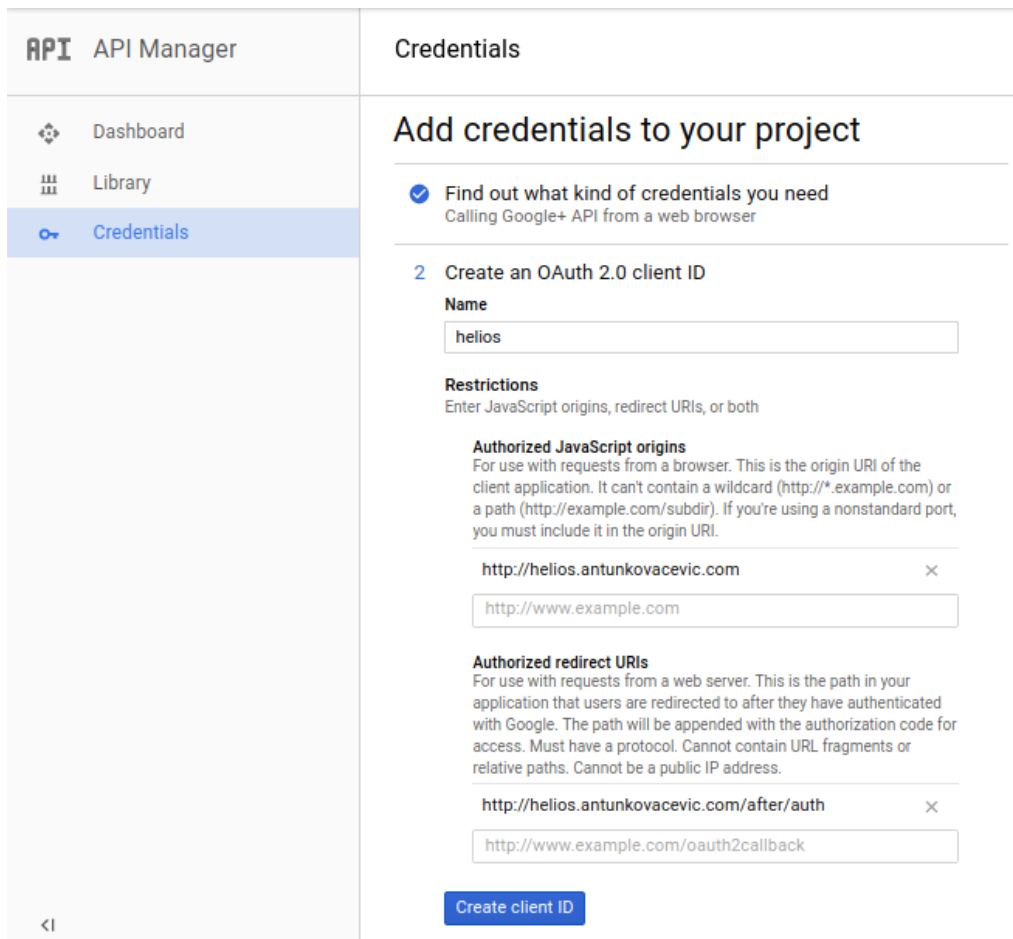 API API Manager
Credentials
Dashboard
Library
Credentials
Add credentials to your project
Find out what kind of credentials you need
Calling Google+ API from a web browser
2 Create an OAuth 2.0 client ID
Name
helios
Restrictions
Enter JavaScript origins, redirect URIs, or both
Authorized JavaScript origins
For use with requests from a browser. This is the origin URI of the
client application. It can't contain a wildcard (http://*.example.com) or
a path (http://example.com/subdir). If you're using a nonstandard port,
you must include it in the origin URI.
http://helios.antunkovacevic.com
http://www.example.com
Authorized redirect URIs
For use with requests from a web server. This is the path in your
application that users are redirected to after they have authenticated
with Google. The path will be appended with the authorization code for
access. Must have a protocol. Cannot contain URL fragments or
relative paths. Cannot be a public IP address.
http://helios.antunkovacevic.com/after/auth
http://www.example.com/oauth2callback
Create client ID